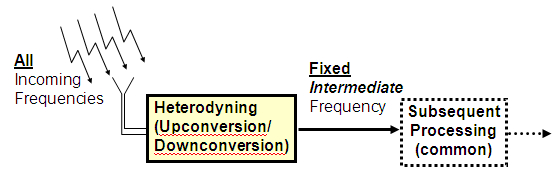 All
Incoming
Frequencies
Heterodyning
(Upconversion/
Downconversion)
Fixed
Intermediate
Frequency
Subsequent
Processing
(common)